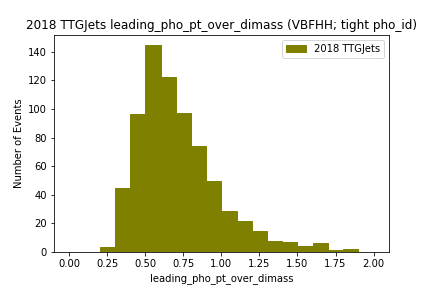 2018 TTGJets leading_pho_pt_over_dimass (VBFHH; tight pho_id)
2018 TTGJets
Number of Events
140
120
100
80
60
40
20
0
0.00 0.25 0.50 0.75 1.00 1.25 1.50 1.75 2.00
leading_pho_pt_over_dimass